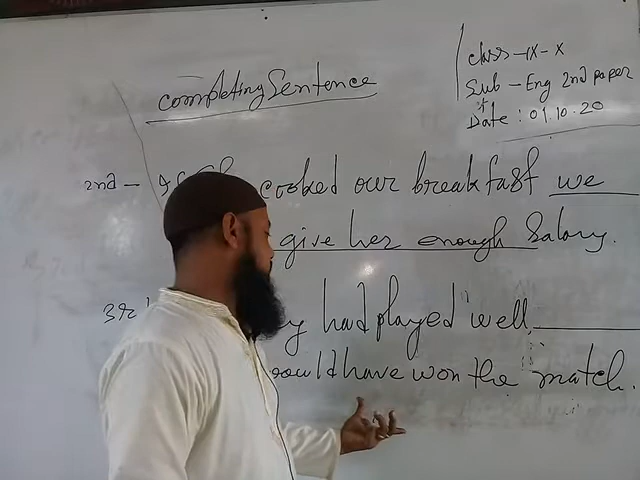 Class - IX - X
Sub - Eng 2nd paper
Date : 01.10.20
Completing Sentence
2nd - If cooked our breakfast we
give her enough Salary.
had played well,
would have won the match.